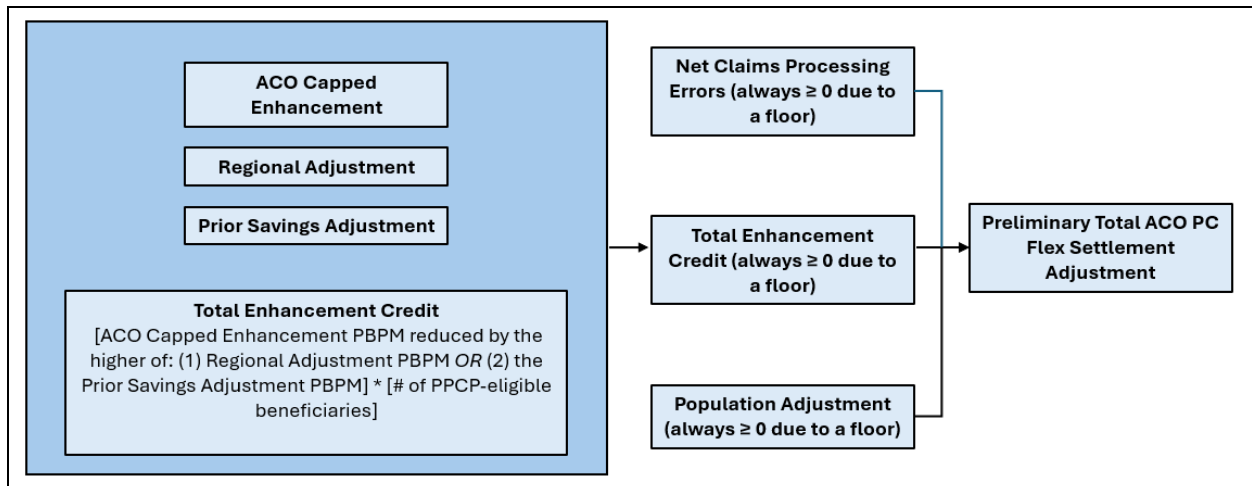 ACO Capped
Enhancement
Regional Adjustment
Prior Savings Adjustment
Total Enhancement Credit
[ACO Capped Enhancement PBPM reduced by the
higher of: (1) Regional Adjustment PBPM OR (2) the
Prior Savings Adjustment PBPM] * [# of PPCP-eligible
beneficiaries]
Net Claims Processing
Errors (always ≥ 0 due to
a floor)
Total Enhancement
Credit (always ≥ 0 due to
a floor)
Population Adjustment
(always ≥ 0 due to a floor)
Preliminary Total ACO PC
Flex Settlement
Adjustment